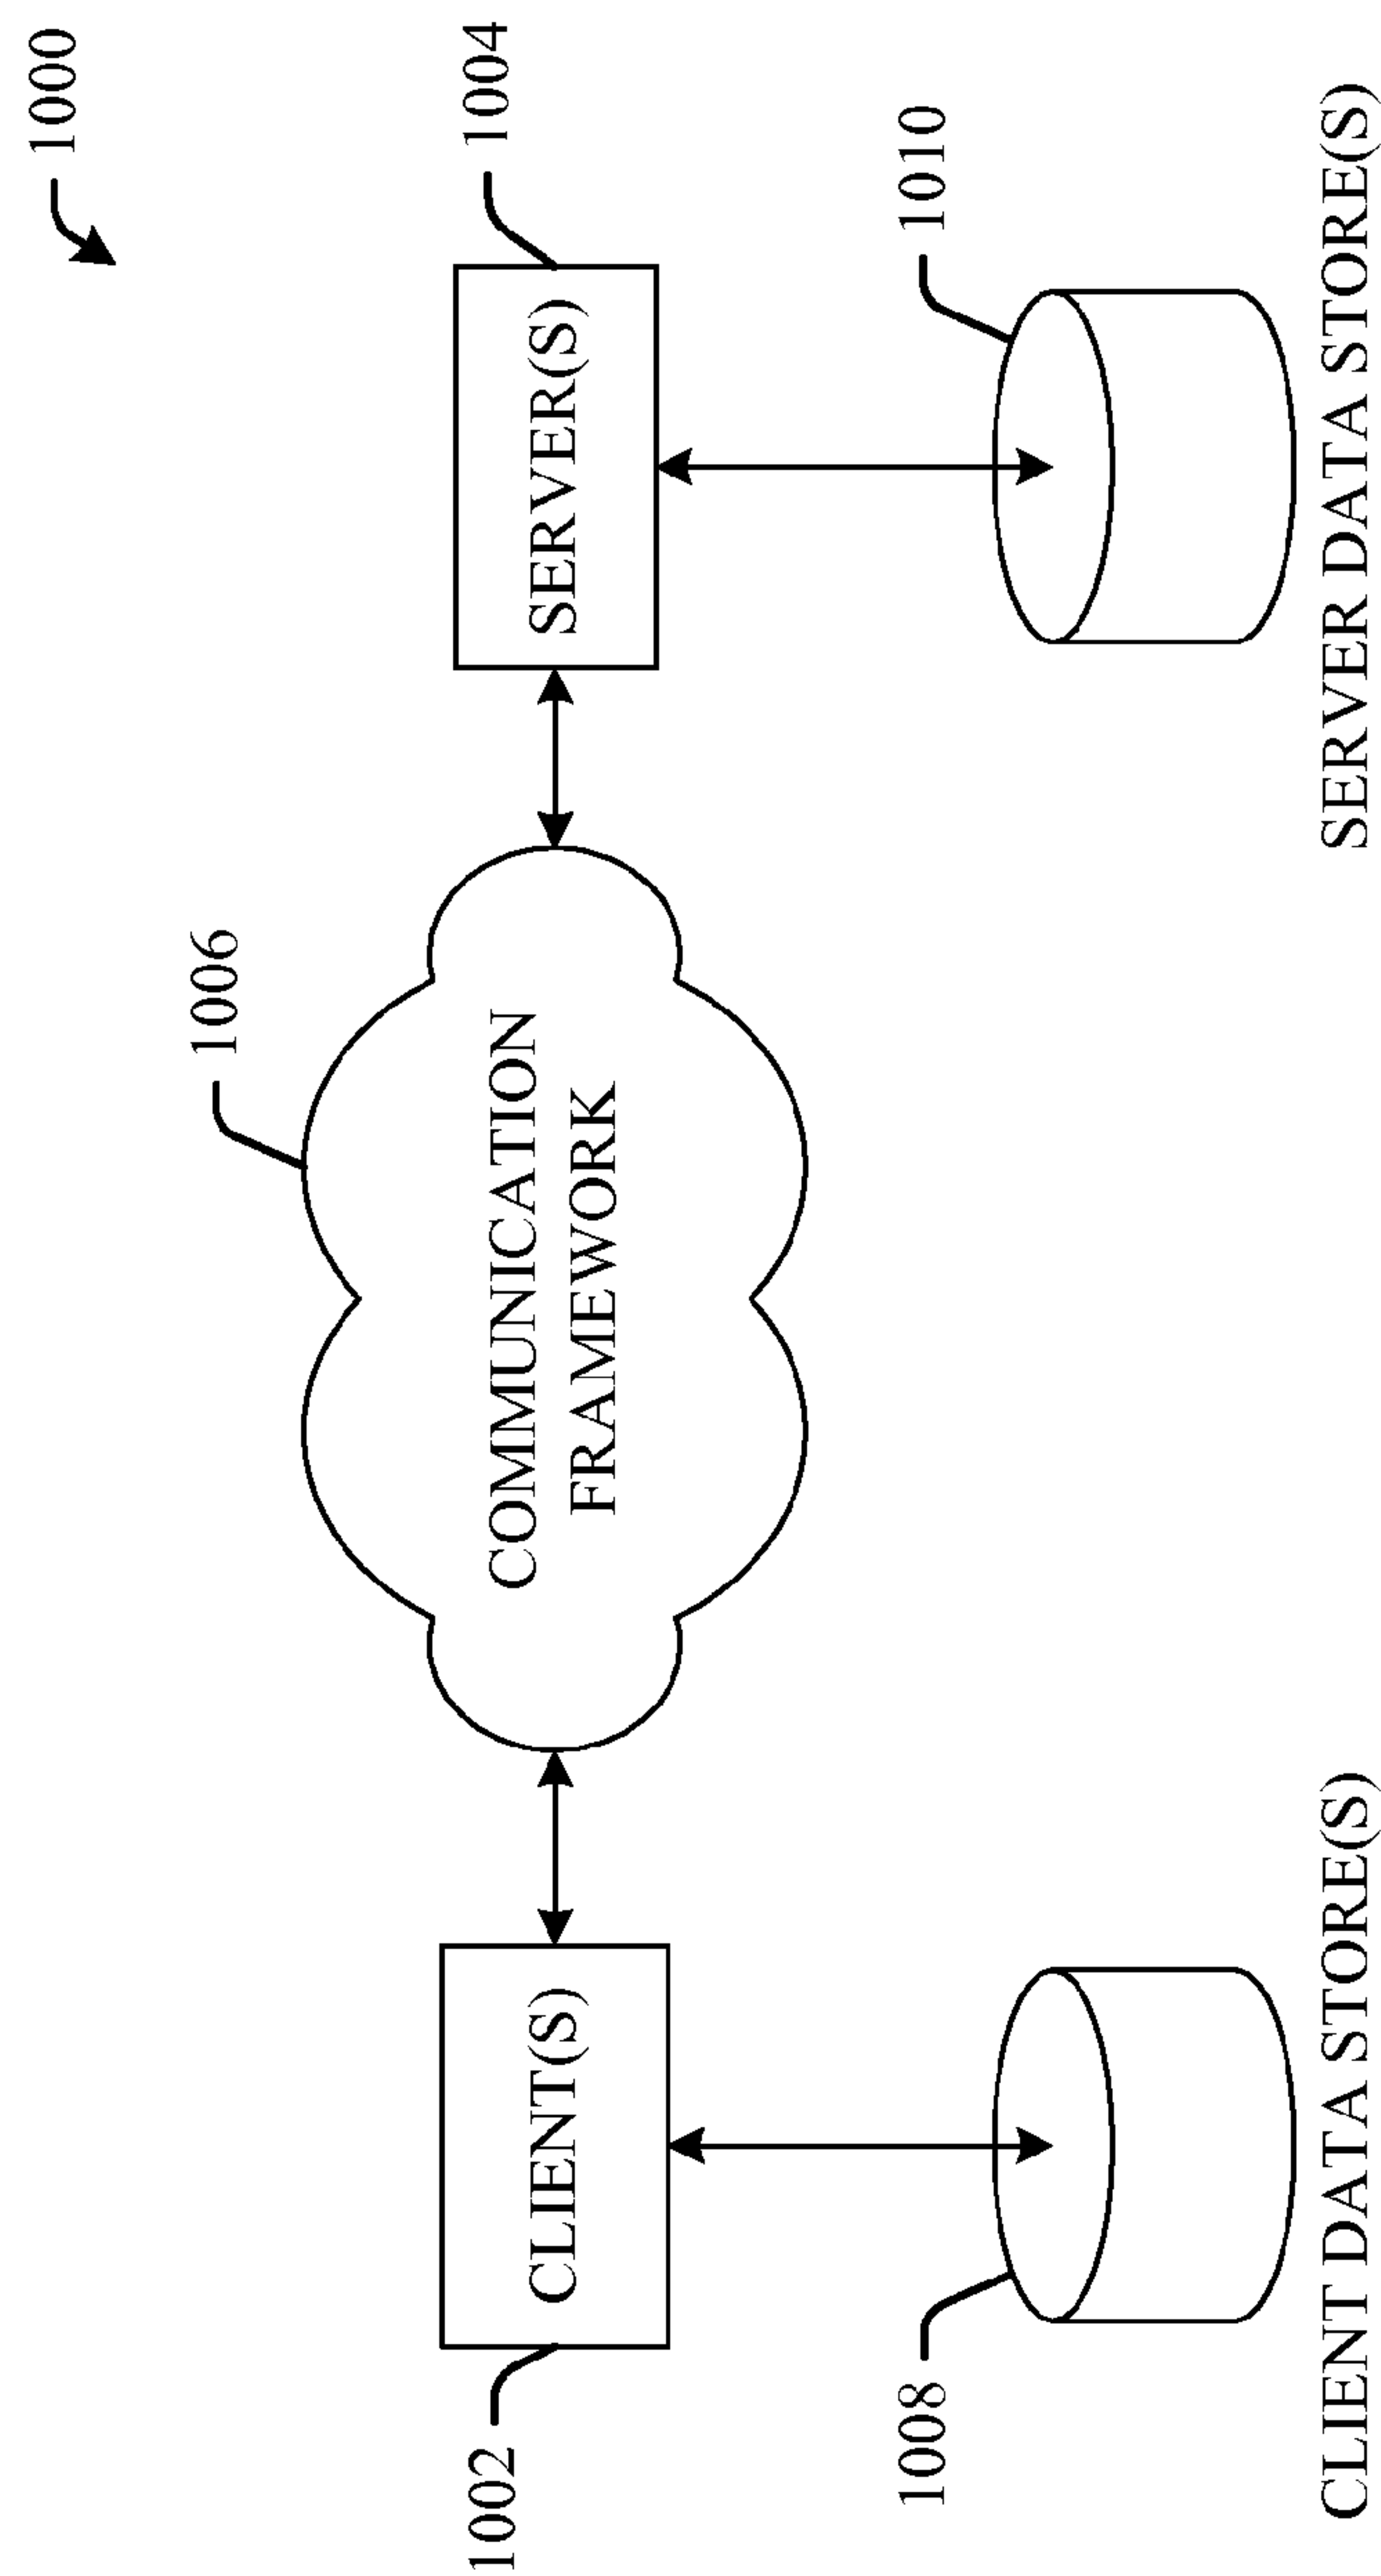 1000
1006
1002
CLIENT(S)
COMMUNICATION
FRAMEWORK
SERVER(S)
1004
1008
1010
CLIENT DATA STORE(S)
SERVER DATA STORE(S)